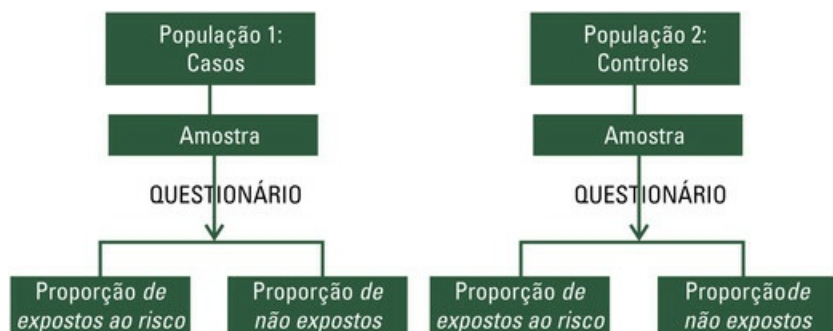 População 1:
Casos
População 2:
Controles
Amostra
Amostra
QUESTIONÁRIO
QUESTIONÁRIO
Proporção de
expostos ao risco
Proporção de
não expostos
Proporção de
expostos ao risco
Proporçãode
não expostos